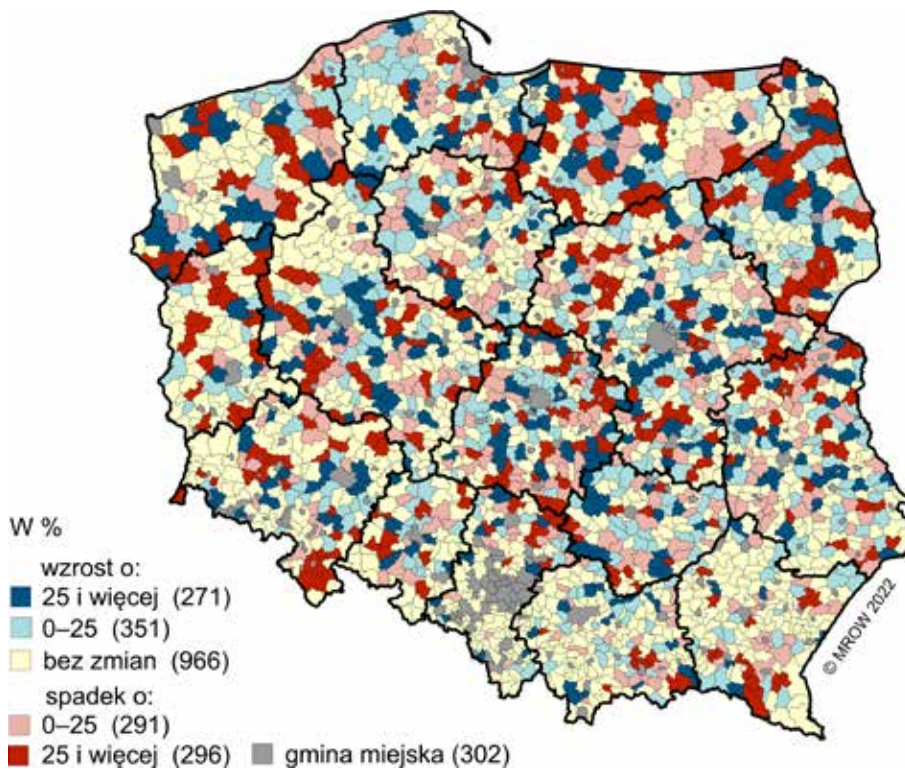 W %
wzrost o:
25 i więcej (271)
0–25 (351)
bez zmian (966)
spadek o:
0–25 (291)
25 i więcej (296)
gmina miejska (302)
© MROW 2022